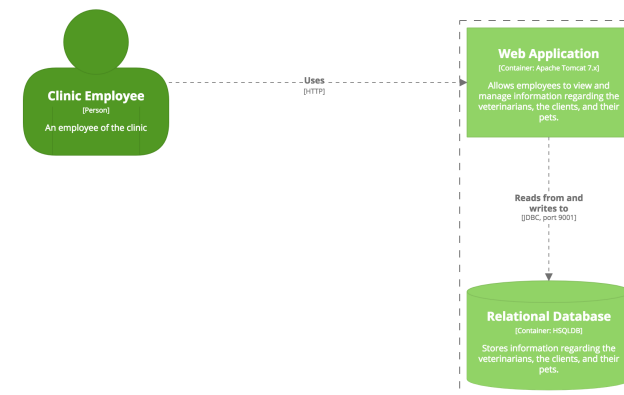 Clinic Employee
[Person]
An employee of the clinic
Uses
[HTTP]
Web Application
[Container: Apache Tomcat 7.x]
Allows employees to view and
manage information regarding the
veterinarians, the clients, and their
pets.
Reads from and
writes to
[JDBC, port 9001]
Relational Database
[Container: HSQLDB]
Stores information regarding the
veterinarians, the clients, and their
pets.